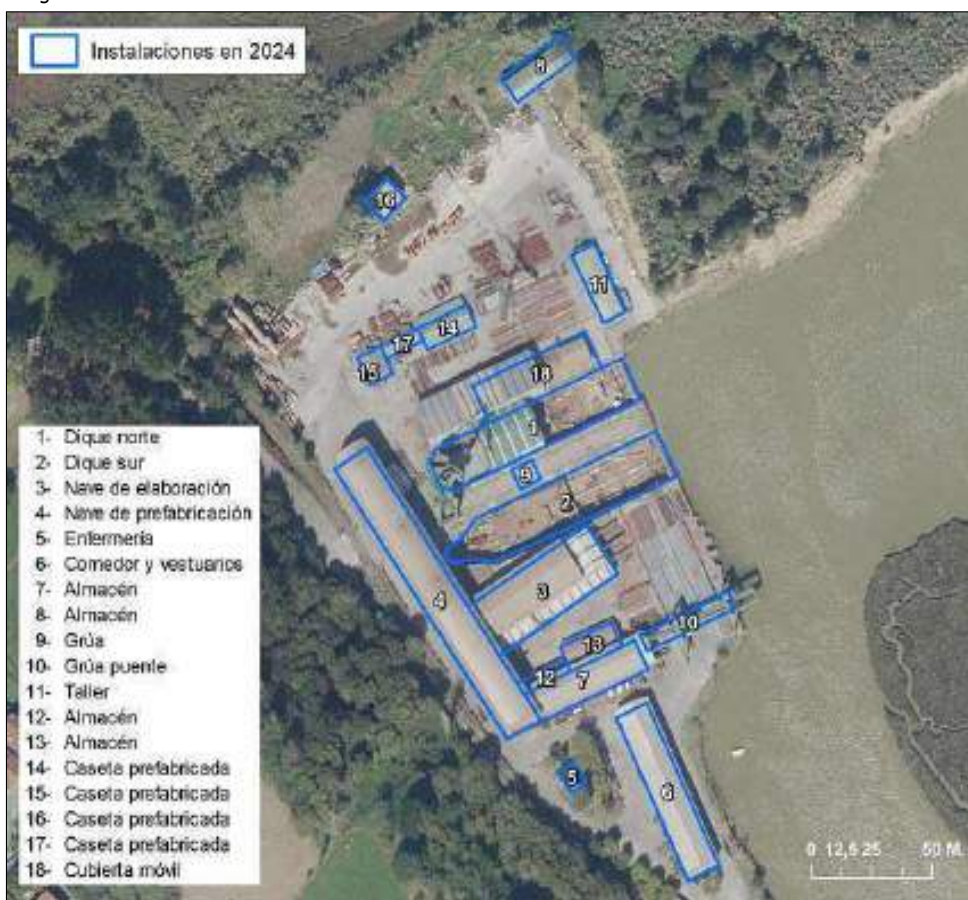 Instalaciones en 2024
8
16
11
14
17
15
18
1
9
2
3
4
10
13
12
7
5
6
1- Dique norte
2- Dique sur
3- Nave de elaboración
4- Nave de prefabricación
5- Enfermería
6- Comedor y vestuarios
7- Almacén
8- Almacén
9- Grúa
10- Grúa puente
11- Taller
12- Almacén
13- Almacén
14- Caseta prefabricada
15- Caseta prefabricada
16- Caseta prefabricada
17- Caseta prefabricada
18- Cubierta móvil
0 12,5 25 50 M.